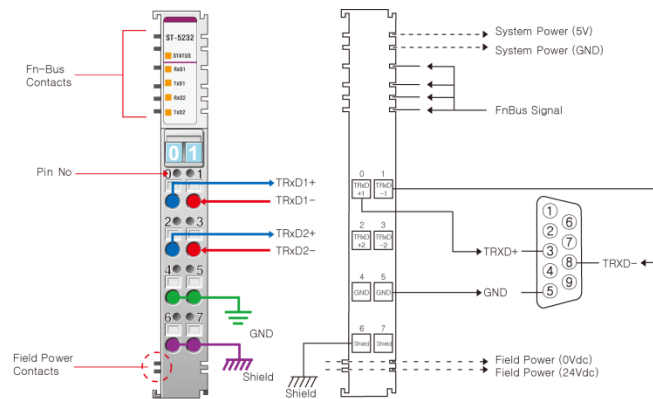 ST-5232
STATUS
RxD1
TxD1
RxD2
TxD2
Fn-Bus
Contacts
0 1
Pin No
0 1
TRxD1+
TRxD1-
2 3
TRxD2+
TRxD2-
4 5
GND
6 7
Shield
Field Power
Contacts
System Power (5V)
System Power (GND)
FnBus Signal
0 1
TRxD
+1
TRxD
-1
2 3
TRxD
+2
TRxD
-2
4 5
GND GND
6 7
Shield Shield
Shield
TRXD+
GND
1
2
3
4
5
6
7
8
9
TRXD-
Field Power (0Vdc)
Field Power (24Vdc)